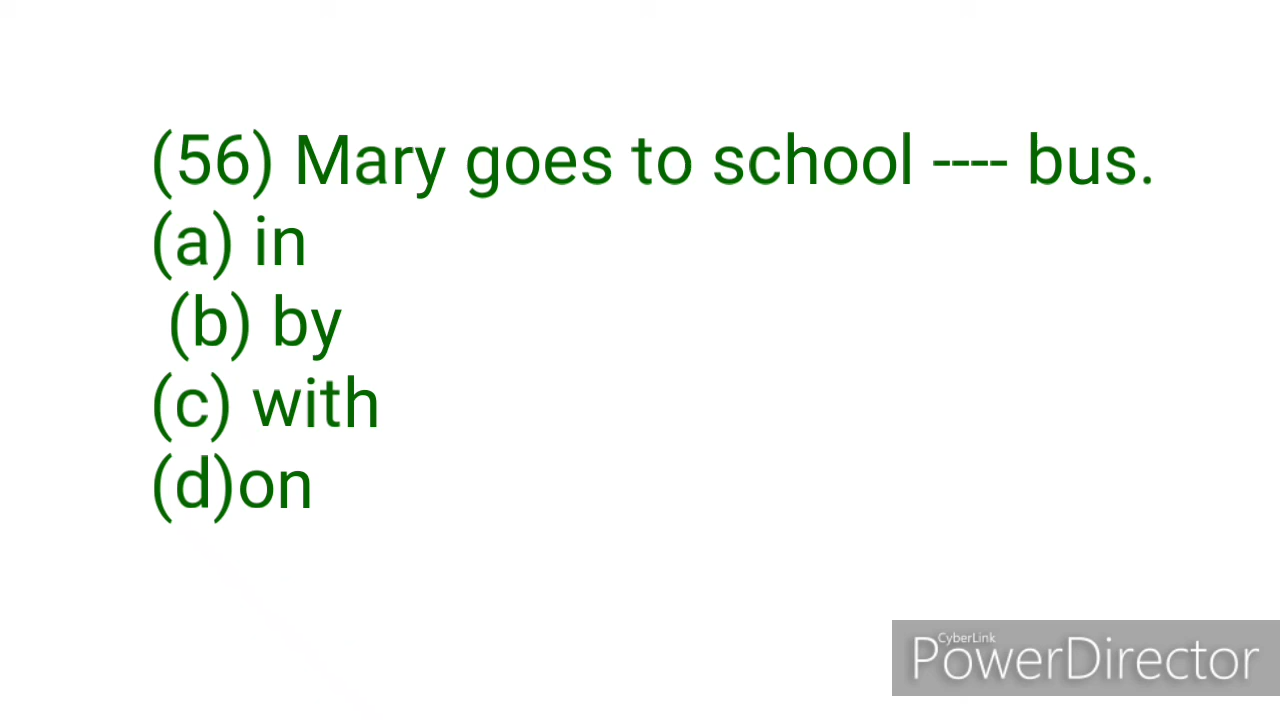 (56) Mary goes to school ---- bus.
(a) in
(b) by
(c) with
(d)on
CyberLink
PowerDirector